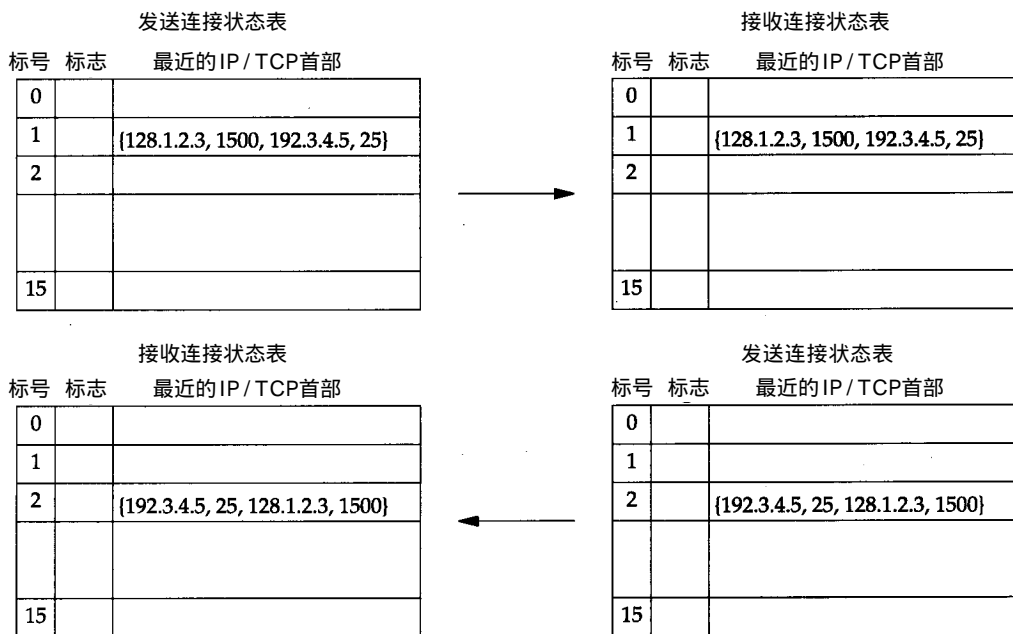 发送连接状态表
接收连接状态表
标号 标志 最近的IP/TCP首部
标号 标志 最近的IP/TCP首部
0
0
1 {128.1.2.3, 1500, 192.3.4.5, 25}
1 {128.1.2.3, 1500, 192.3.4.5, 25}
2
2
15
15
接收连接状态表
发送连接状态表
标号 标志 最近的IP/TCP首部
标号 标志 最近的IP/TCP首部
0
0
1
1
2 {192.3.4.5, 25, 128.1.2.3, 1500}
2 {192.3.4.5, 25, 128.1.2.3, 1500}
15
15